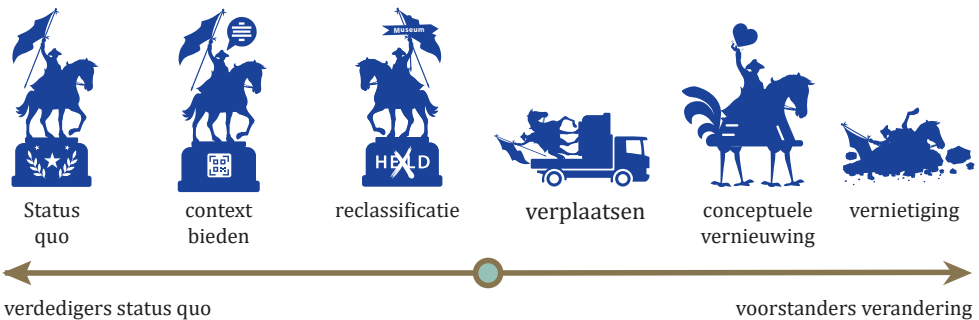 Museum
HELD
Status
quo
context
bieden
reclassificatie
verplaatsen
conceptuele
vernieuwing
vernietiging
verdedigers status quo
voorstanders verandering